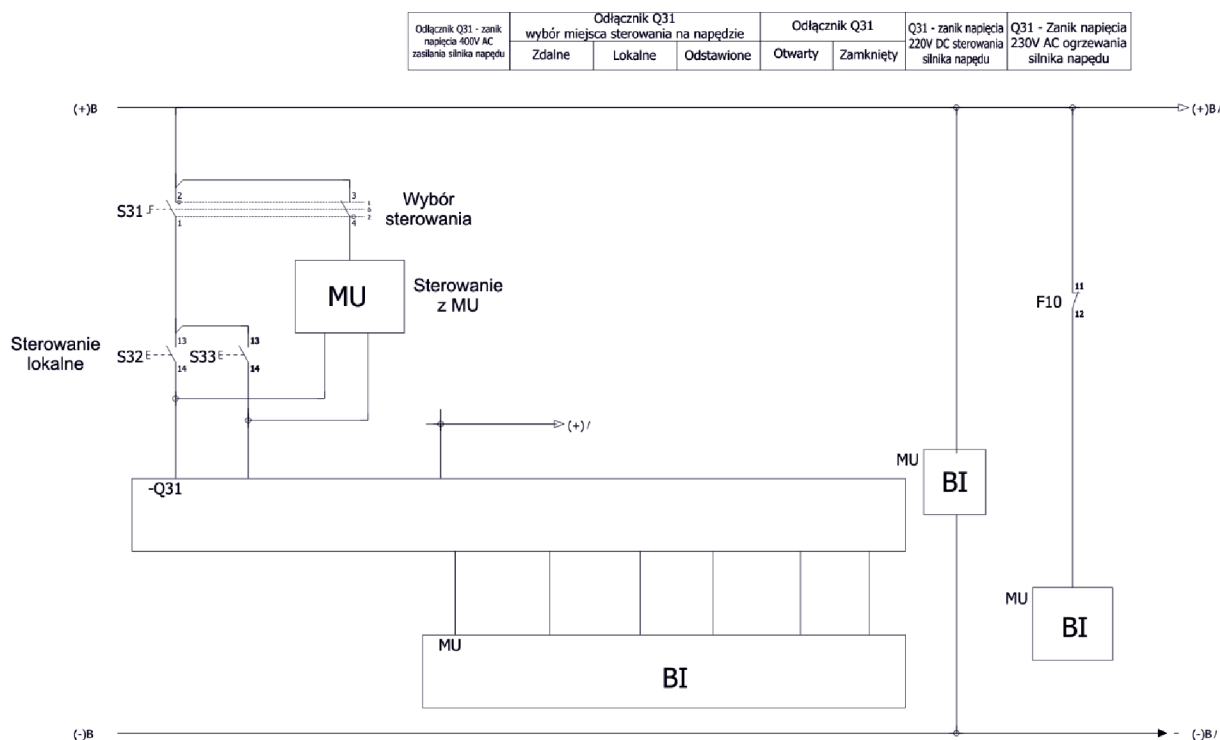 Odłącznik Q31 - zanik
napięcia 400V AC
zasilania silnika napędu
Odłącznik Q31
wybór miejsca sterowania na napędzie
Zdalne
Lokalne
Odstawione
Odłącznik Q31
Otwarty
Zamknięty
Q31 - zanik napięcia
220V DC sterowania
silnika napędu
Q31 - Zanik napięcia
230V AC ogrzewania
silnika napędu
(+)B
(+)B/
2
3
S31
1
6
2
1
4
Wybór
sterowania
MU
Sterowanie
z MU
11
F10
12
Sterowanie
lokalne
13
13
S32
S33
14
14
(+)/
-Q31
MU
BI
MU
BI
MU
BI
(-)B
- (-)B/